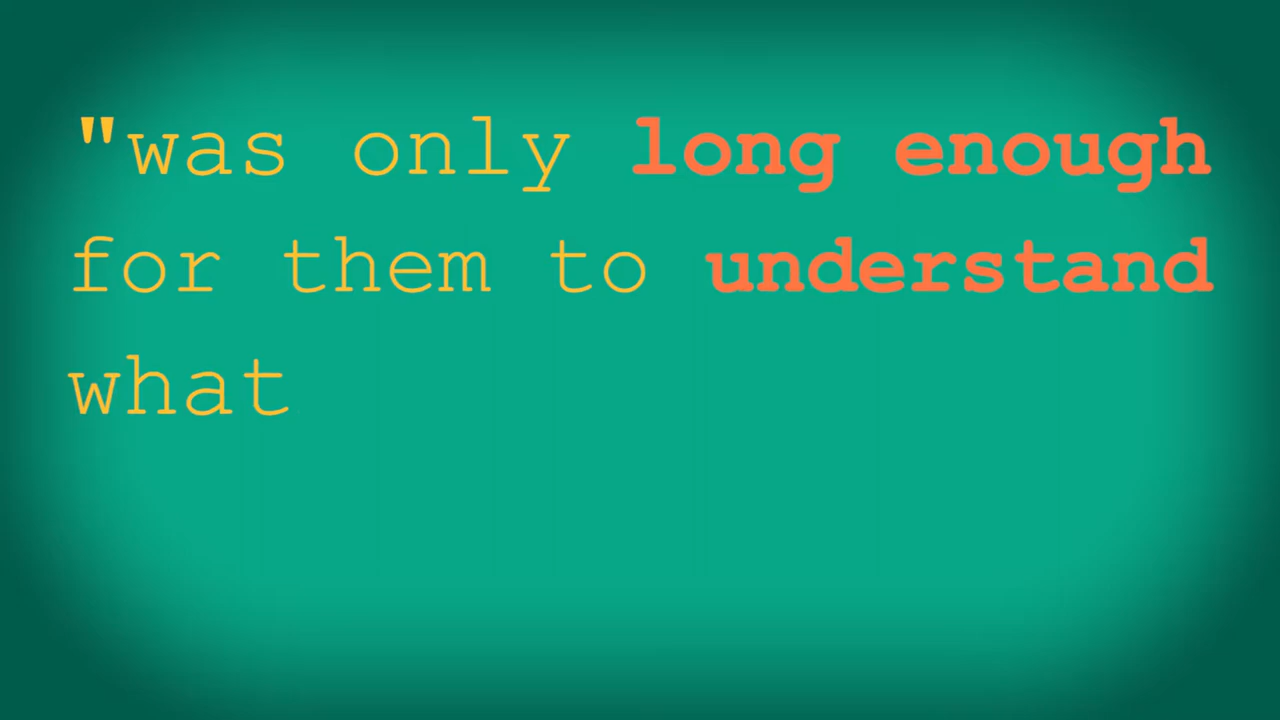 "was only long enough
for them to understand
what